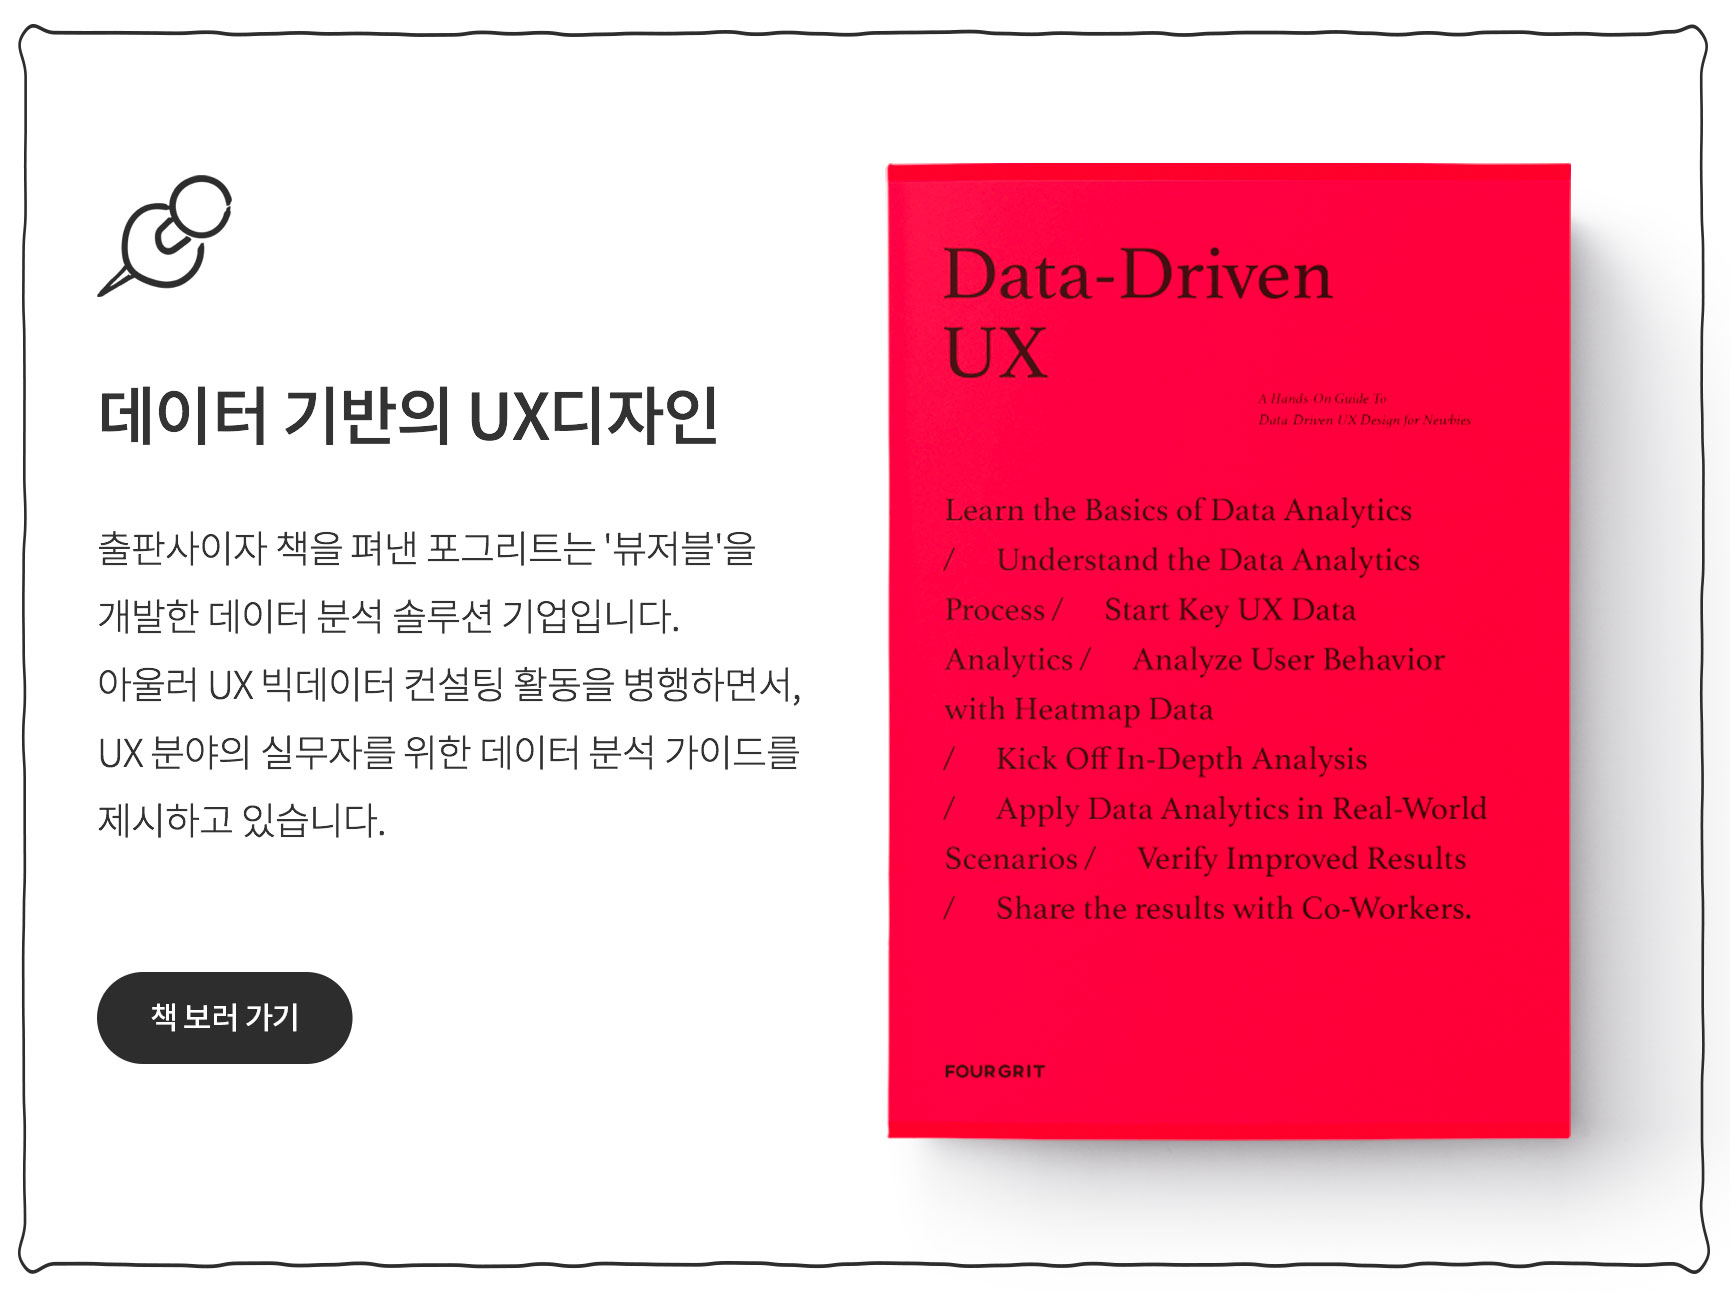 데이터 기반의 UX디자인
출판사이자 책을 펴낸 포그리트는 '뷰저블'을
개발한 데이터 분석 솔루션 기업입니다.
아울러 UX 빅데이터 컨설팅 활동을 병행하면서,
UX 분야의 실무자를 위한 데이터 분석 가이드를
제시하고 있습니다.
책 보러 가기
Data-Driven
UX
A Hands-On Guide To
Data-Driven UX Design for Newbies
Learn the Basics of Data Analytics
/ Understand the Data Analytics
Process / Start Key UX Data
Analytics / Analyze User Behavior
with Heatmap Data
/ Kick Off In-Depth Analysis
/ Apply Data Analytics in Real-World
Scenarios / Verify Improved Results
/ Share the results with Co-Workers.
FOURGRIT